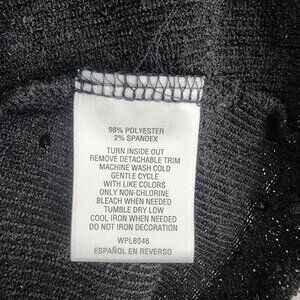 98% POLYESTER
2% SPANDEX
TURN INSIDE OUT
REMOVE DETACHABLE TRIM
MACHINE WASH COLD
GENTLE CYCLE
WITH LIKE COLORS
ONLY NON-CHLORINE
BLEACH WHEN NEEDED
TUMBLE DRY LOW
COOL IRON WHEN NEEDED
DO NOT IRON DECORATION
WPL8046
ESPAÑOL EN REVERSO